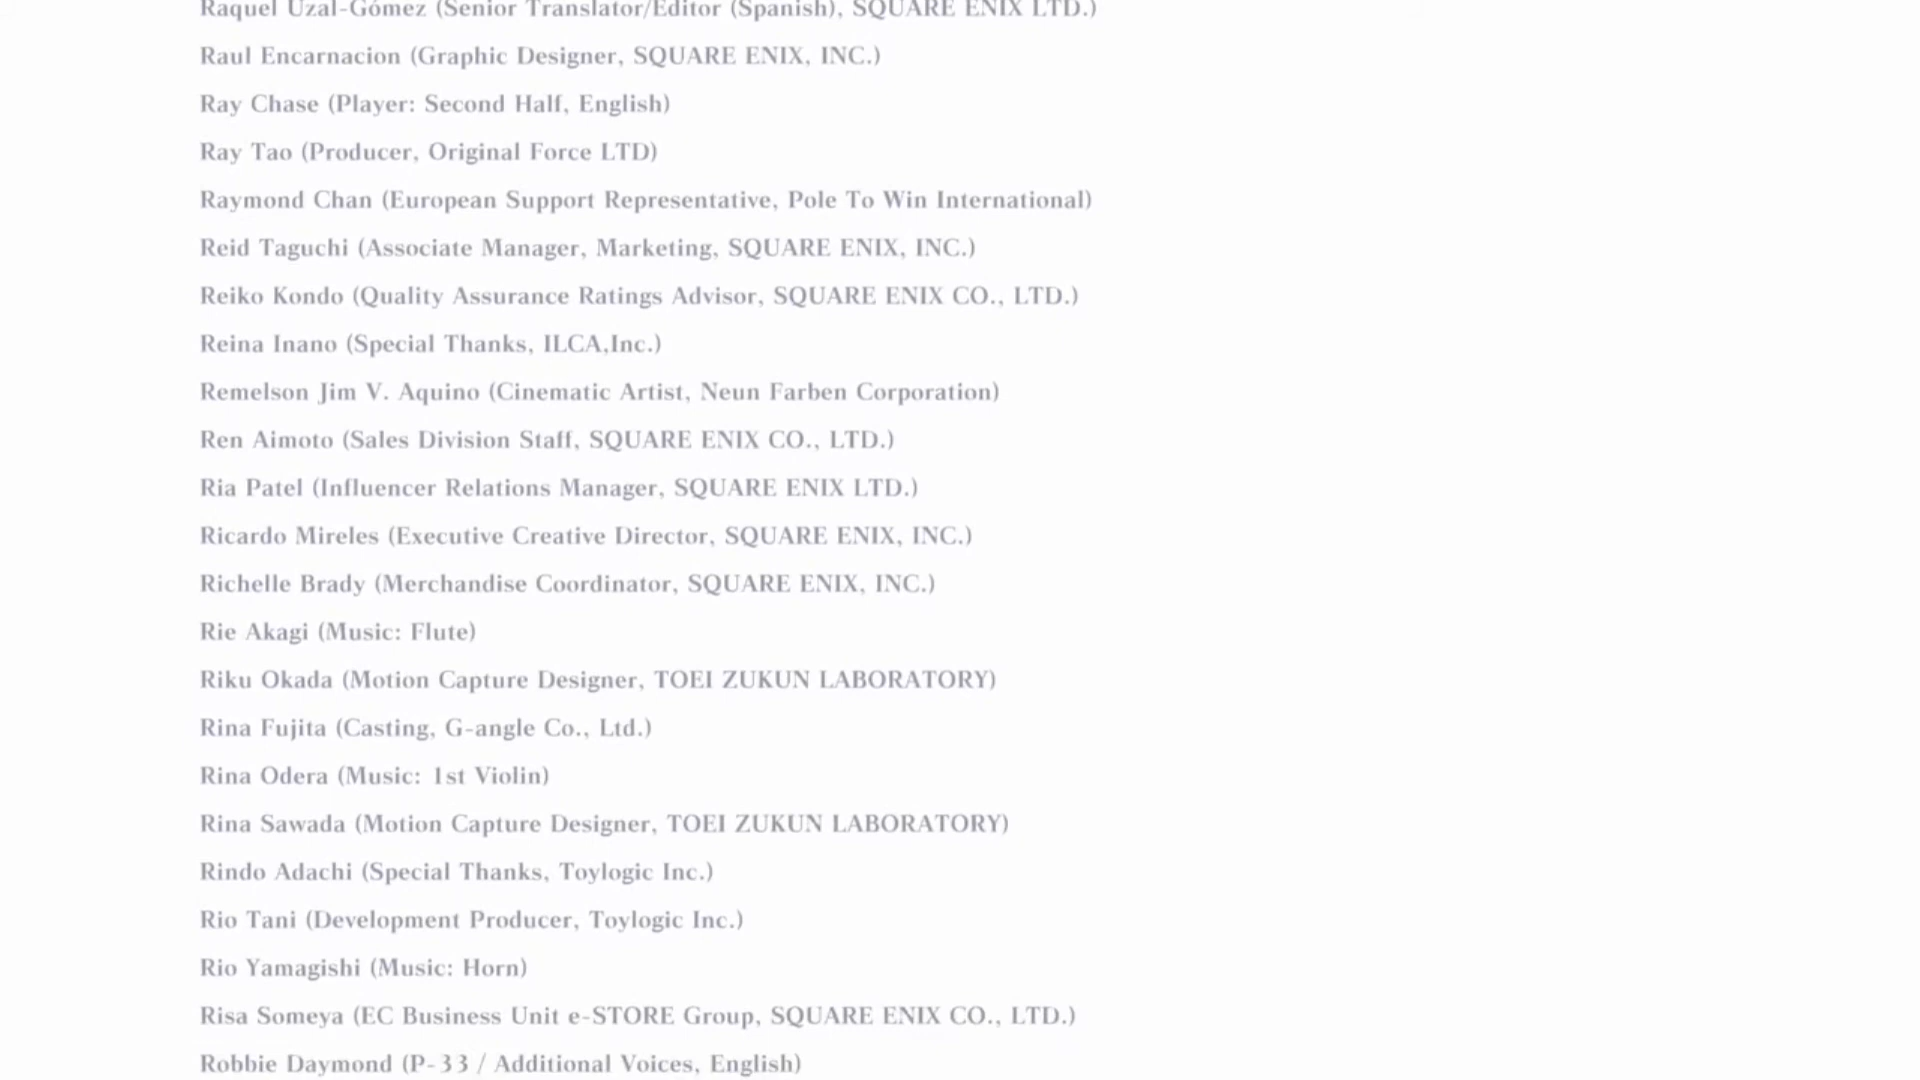 Raquel Uzal-Gómez (Senior Translator/Editor (Spanish), SQUARE ENIX LTD.)
Raul Encarnacion (Graphic Designer, SQUARE ENIX, INC.)
Ray Chase (Player: Second Half, English)
Ray Tao (Producer, Original Force LTD)
Raymond Chan (European Support Representative, Pole To Win International)
Reid Taguchi (Associate Manager, Marketing, SQUARE ENIX, INC.)
Reiko Kondo (Quality Assurance Ratings Advisor, SQUARE ENIX CO., LTD.)
Reina Inano (Special Thanks, ILCA,Inc.)
Remelson Jim V. Aquino (Cinematic Artist, Neun Farben Corporation)
Ren Aimoto (Sales Division Staff, SQUARE ENIX CO., LTD.)
Ria Patel (Influencer Relations Manager, SQUARE ENIX LTD.)
Ricardo Mireles (Executive Creative Director, SQUARE ENIX, INC.)
Richelle Brady (Merchandise Coordinator, SQUARE ENIX, INC.)
Rie Akagi (Music: Flute)
Riku Okada (Motion Capture Designer, TOEI ZUKUN LABORATORY)
Rina Fujita (Casting, G-angle Co., Ltd.)
Rina Odera (Music: 1st Violin)
Rina Sawada (Motion Capture Designer, TOEI ZUKUN LABORATORY)
Rindo Adachi (Special Thanks, Toylogic Inc.)
Rio Tani (Development Producer, Toylogic Inc.)
Rio Yamagishi (Music: Horn)
Risa Someya (EC Business Unit e-STORE Group, SQUARE ENIX CO., LTD.)
Robbie Daymond (P-33 / Additional Voices, English)